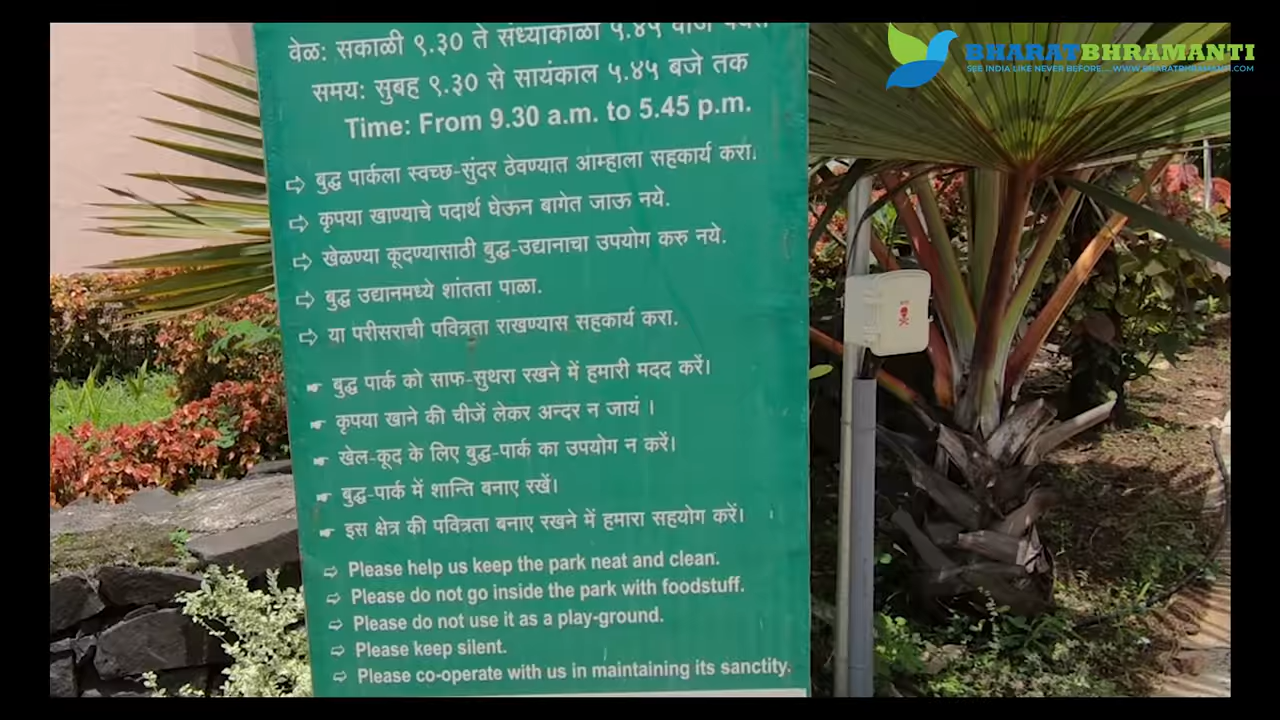 BHARATBHRAMANTI
SEE INDIA LIKE NEVER BEFORE....WWW.BHARATBHRAMANTI.COM
वेळ: सकाळी ९.३० ते संध्याकाळी ५.४५ वाजे पर्यंत
समय: सुबह ९.३० से सायंकाल ५.४५ बजे तक
Time: From 9.30 a.m. to 5.45 p.m.
⇨ बुद्ध पार्कला स्वच्छ-सुंदर ठेवण्यात आम्हाला सहकार्य करा.
⇨ कृपया खाण्याचे पदार्थ घेऊन बागेत जाऊ नये.
⇨ खेळण्या कूदण्यासाठी बुद्ध-उद्यानाचा उपयोग करु नये.
⇨ बुद्ध उद्यानमध्ये शांतता पाळा.
⇨ या परीसराची पवित्रता राखण्यास सहकार्य करा.
☛ बुद्ध पार्क को साफ-सुथरा रखने में हमारी मदद करें।
☛ कृपया खाने की चीजें लेकर अन्दर न जायं ।
☛ खेल-कूद के लिए बुद्ध-पार्क का उपयोग न करें।
☛ बुद्ध-पार्क में शान्ति बनाए रखें।
☛ इस क्षेत्र की पवित्रता बनाए रखने में हमारा सहयोग करें।
⇨ Please help us keep the park neat and clean.
⇨ Please do not go inside the park with foodstuff.
⇨ Please do not use it as a play-ground.
⇨ Please keep silent.
⇨ Please co-operate with us in maintaining its sanctity.